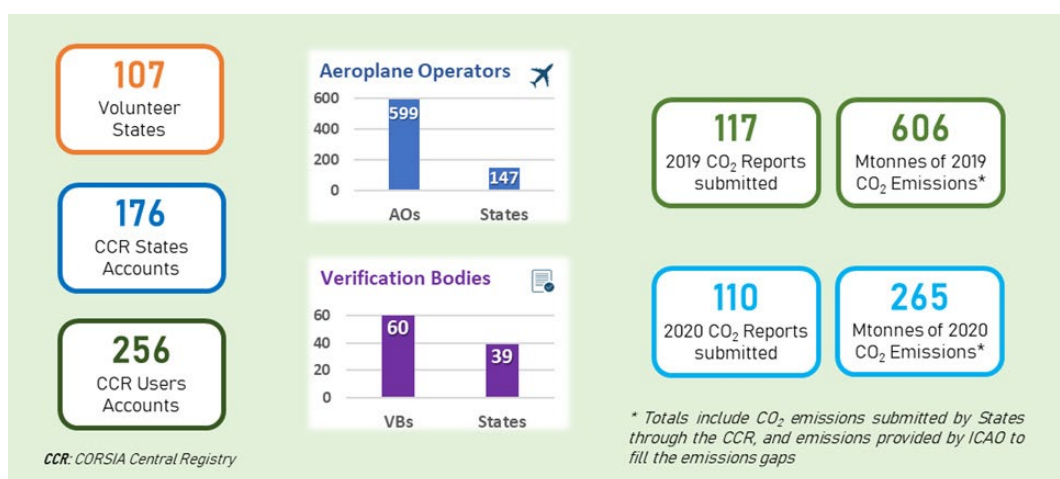 107
Volunteer
States
176
CCR States
Accounts
256
CCR Users
Accounts
CCR: CORSIA Central Registry
Aeroplane Operators
600
400
200
0
599
147
AOs States
Verification Bodies
60
40
20
0
60
39
VBs States
117
2019 CO₂ Reports
submitted
606
Mtonnes of 2019
CO₂ Emissions*
110
2020 CO₂ Reports
submitted
265
Mtonnes of 2020
CO₂ Emissions*
* Totals include CO₂ emissions submitted by States
through the CCR, and emissions provided by ICAO to
fill the emissions gaps